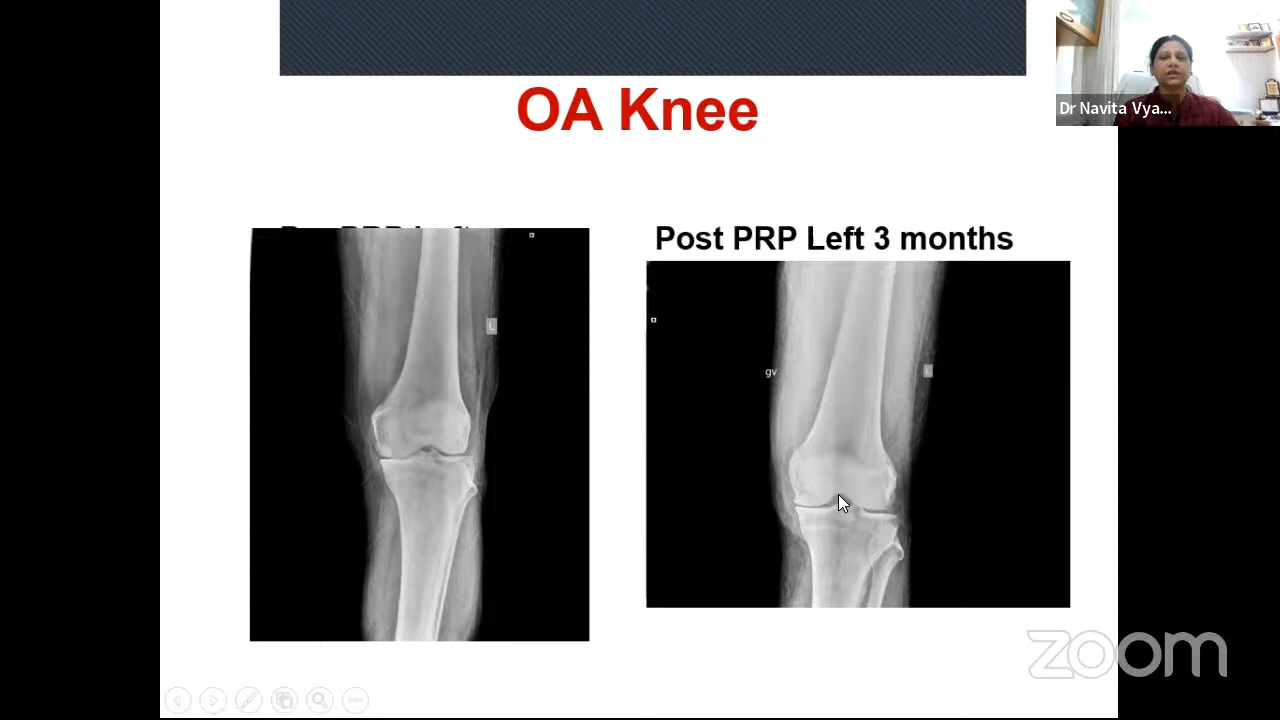 OA Knee
Dr Navita Vya...
Post PRP Left 3 months
L
gv
L
zoom